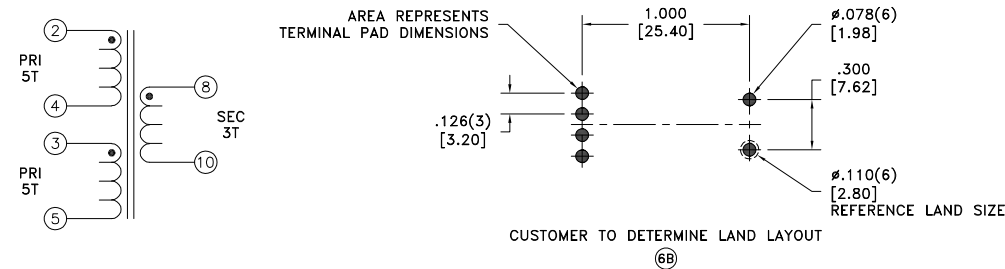 2
PRI
5T
4
3
PRI
5T
5
8
SEC
3T
10
AREA REPRESENTS
TERMINAL PAD DIMENSIONS
1.000
[25.40]
ø.078(6)
[1.98]
.300
[7.62]
.126(3)
[3.20]
ø.110(6)
[2.80]
REFERENCE LAND SIZE
CUSTOMER TO DETERMINE LAND LAYOUT
6B